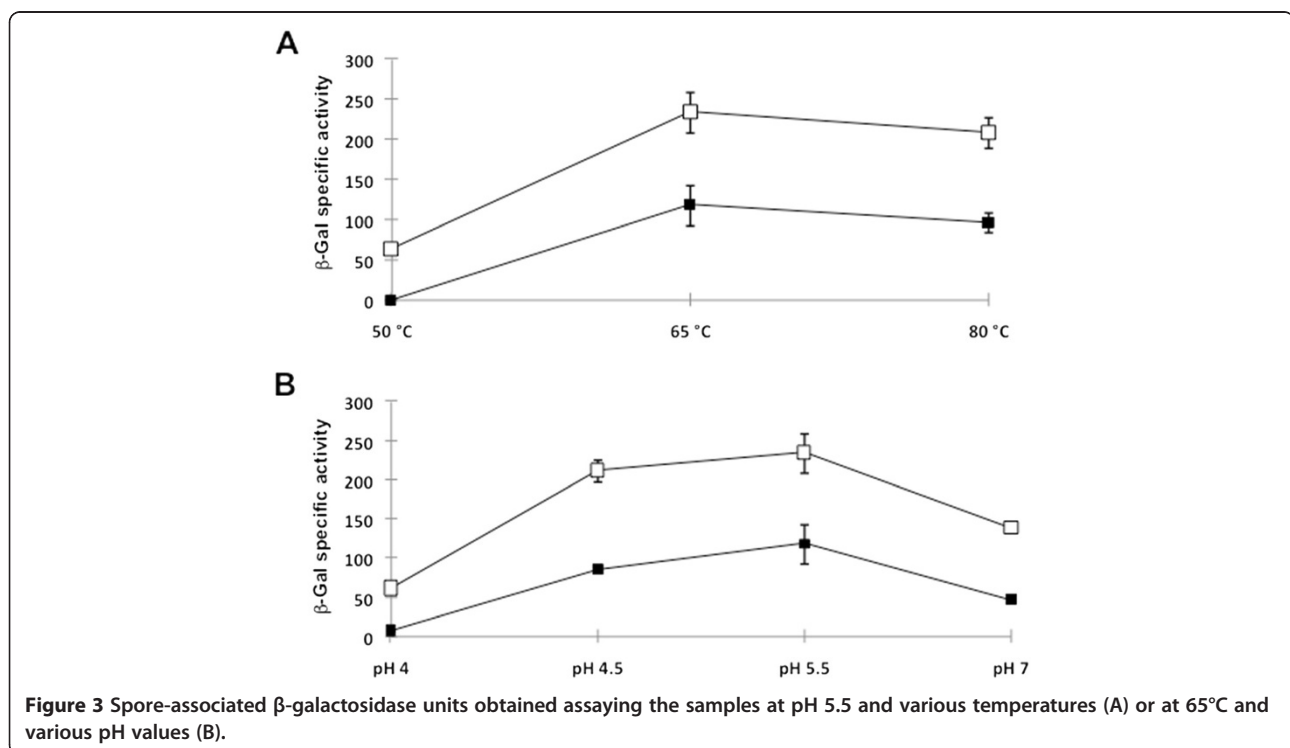 A
300
250
200
150
100
50
0
β-Gal specific activity
50 °C 65 °C 80 °C
B
300
250
200
150
100
50
0
β-Gal specific activity
pH 4 pH 4.5 pH 5.5 pH 7
Figure 3 Spore-associated β-galactosidase units obtained assaying the samples at pH 5.5 and various temperatures (A) or at 65°C and
various pH values (B).